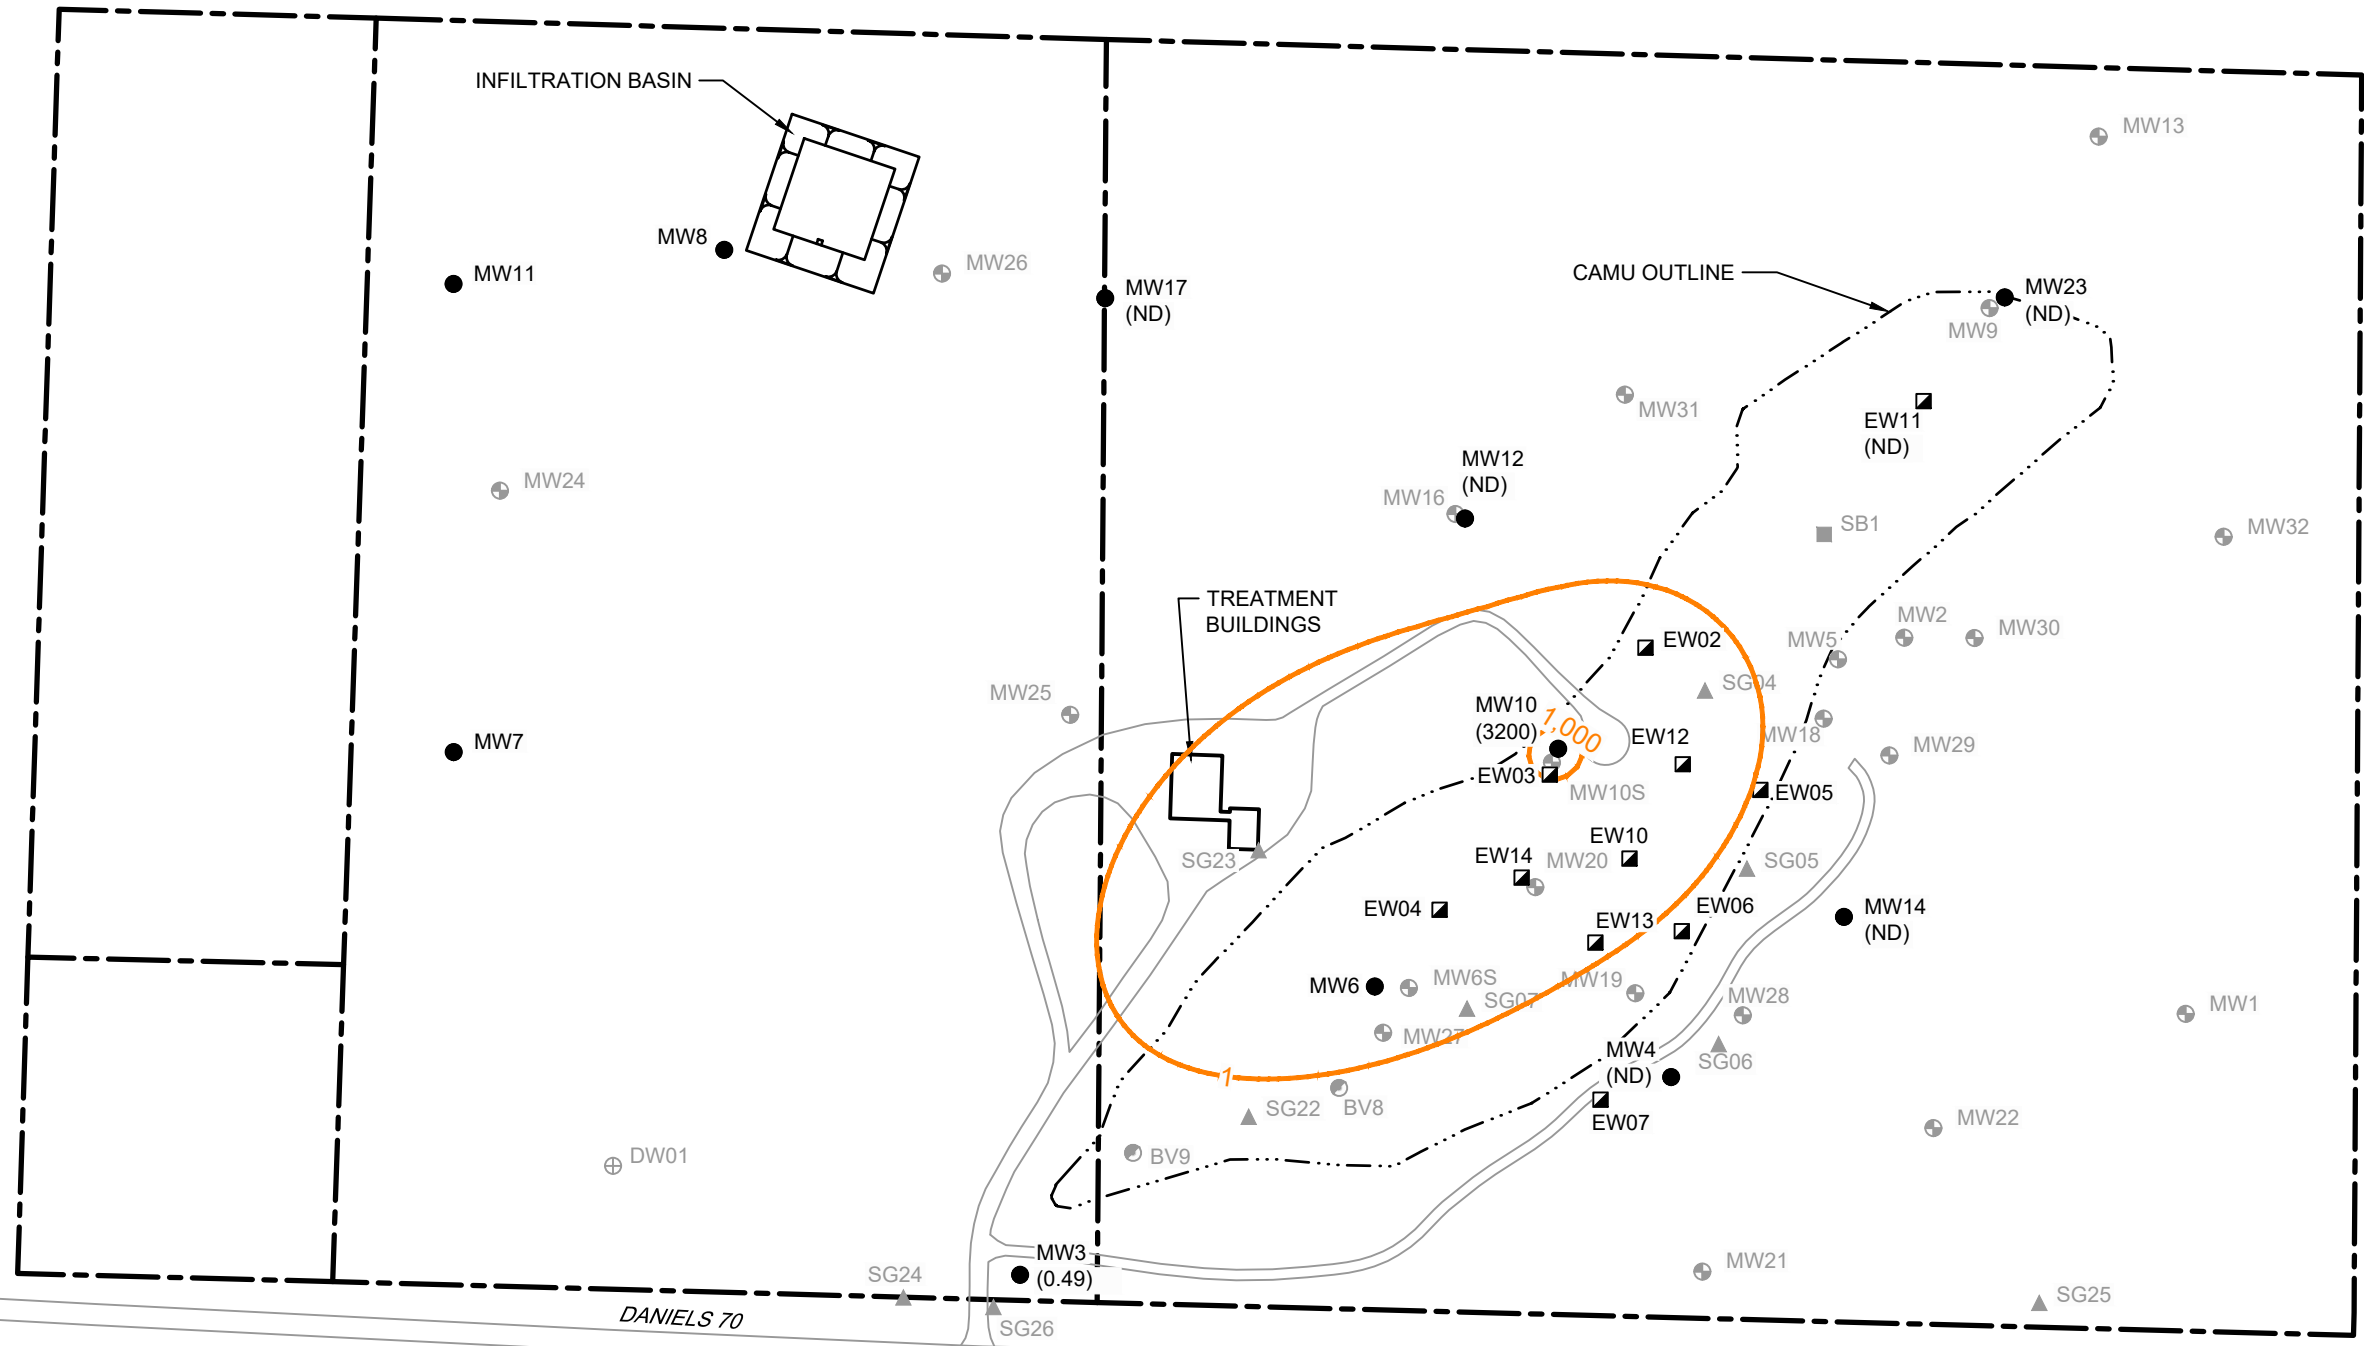 INFILTRATION BASIN
MW13
MW8
MW26
MW11
MW17
(ND)
CAMU OUTLINE
MW23
(ND)
MW9
MW31
EW11
(ND)
MW12
(ND)
MW16
MW24
SB1
MW32
TREATMENT
BUILDINGS
MW2
MW30
MW5
EW02
SG04
MW25
MW10
(3200)
1,000
EW12
MW18
MW29
MW7
EW03
MW10S
EW05
EW10
EW14
MW20
SG23
SG05
EW04
EW13
EW06
MW14
(ND)
MW6
MW6S
MW19
SG07
MW28
MW1
MW27
MW4
(ND)
SG06
1
SG22
BV8
EW07
MW22
DW01
BV9
MW3
(0.49)
MW21
SG24
SG25
DANIELS 70
SG26